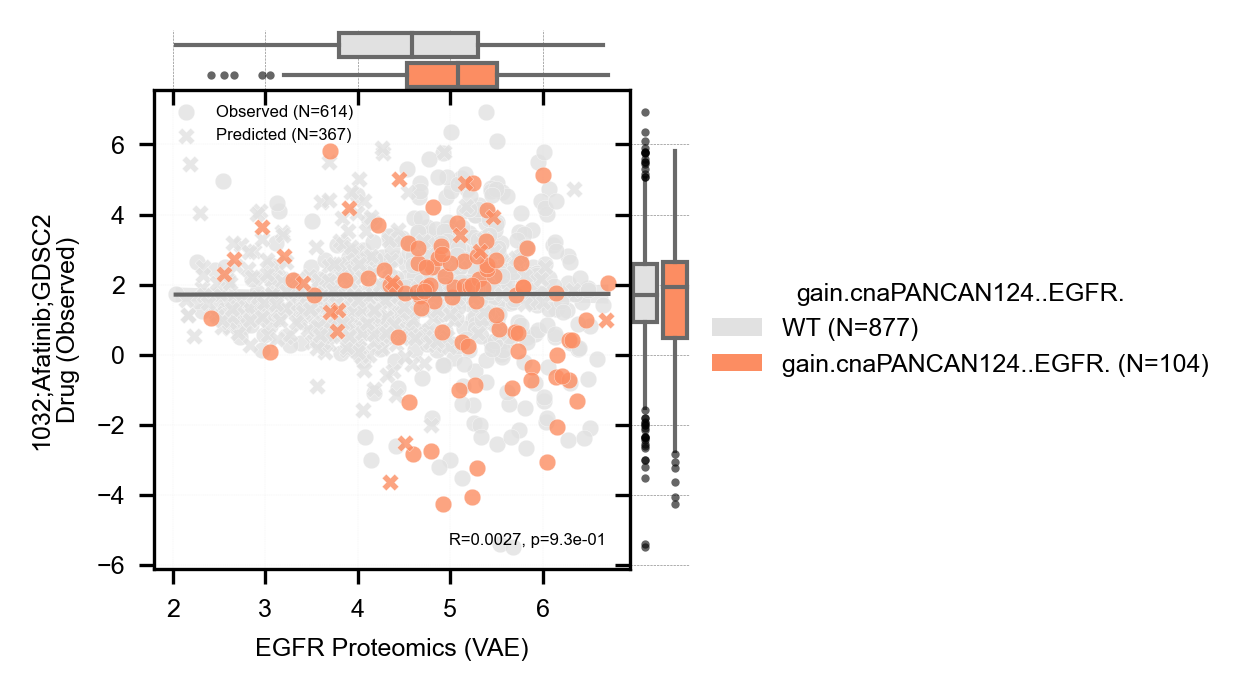 Observed (N=614)
Predicted (N=367)
6
4
2
0
−2
−4
−6
1032;Afatinib;GDSC2
Drug (Observed)
R=0.0027, p=9.3e-01
2
3
4
5
6
EGFR Proteomics (VAE)
gain.cnaPANCAN124..EGFR.
WT (N=877)
gain.cnaPANCAN124..EGFR. (N=104)